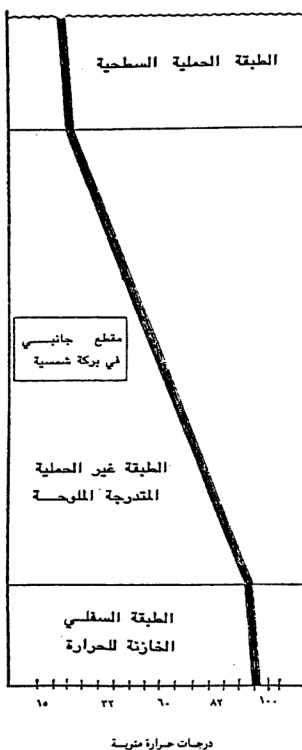 الطبقة الحملية السطحية
مقطع جانبي
في بركة شمسية
الطبقة غير الحملية
المتدرجة الملوحة
الطبقة السفلى
الخازنة للحرارة
١٥ ٣٢ ٦٠ ٨٢ ١٠٠
درجات حرارة مئوية